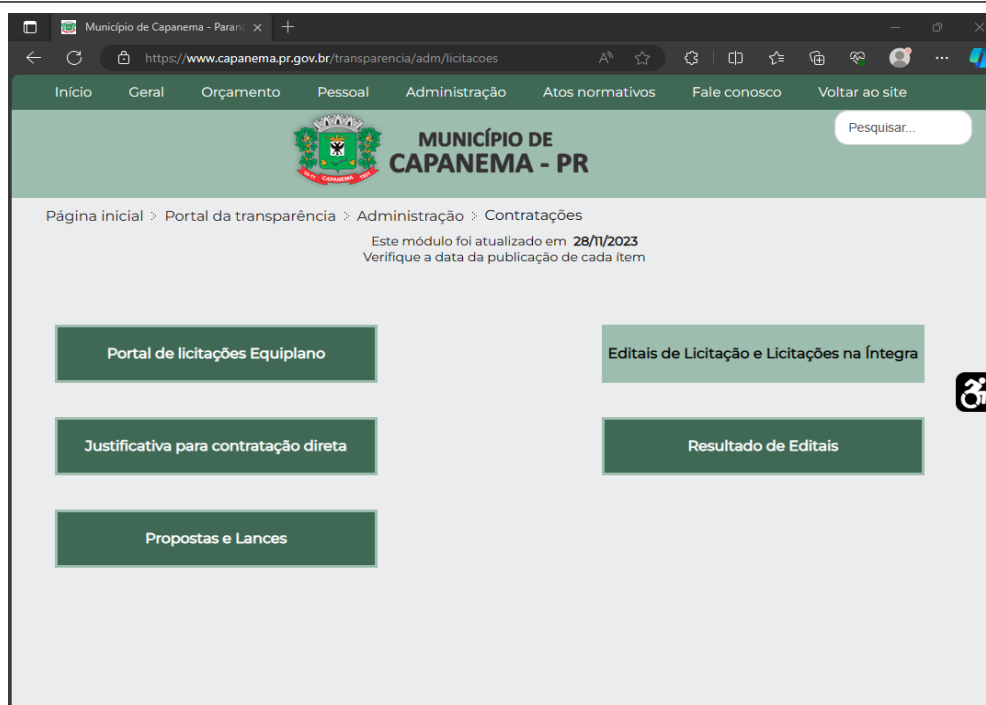 Município de Capanema - Paran
https://www.capanema.pr.gov.br/transparencia/adm/licitacoes
Início Geral Orçamento Pessoal Administração Atos normativos Fale conosco Voltar ao site
Pesquisar...
MUNICÍPIO DE
CAPANEMA - PR
CAPANEMA
Página inicial > Portal da transparência > Administração > Contratações
Este módulo foi atualizado em 28/11/2023
Verifique a data da publicação de cada ítem
Portal de licitações Equiplano
Editais de Licitação e Licitações na Íntegra
Justificativa para contratação direta
Resultado de Editais
Propostas e Lances